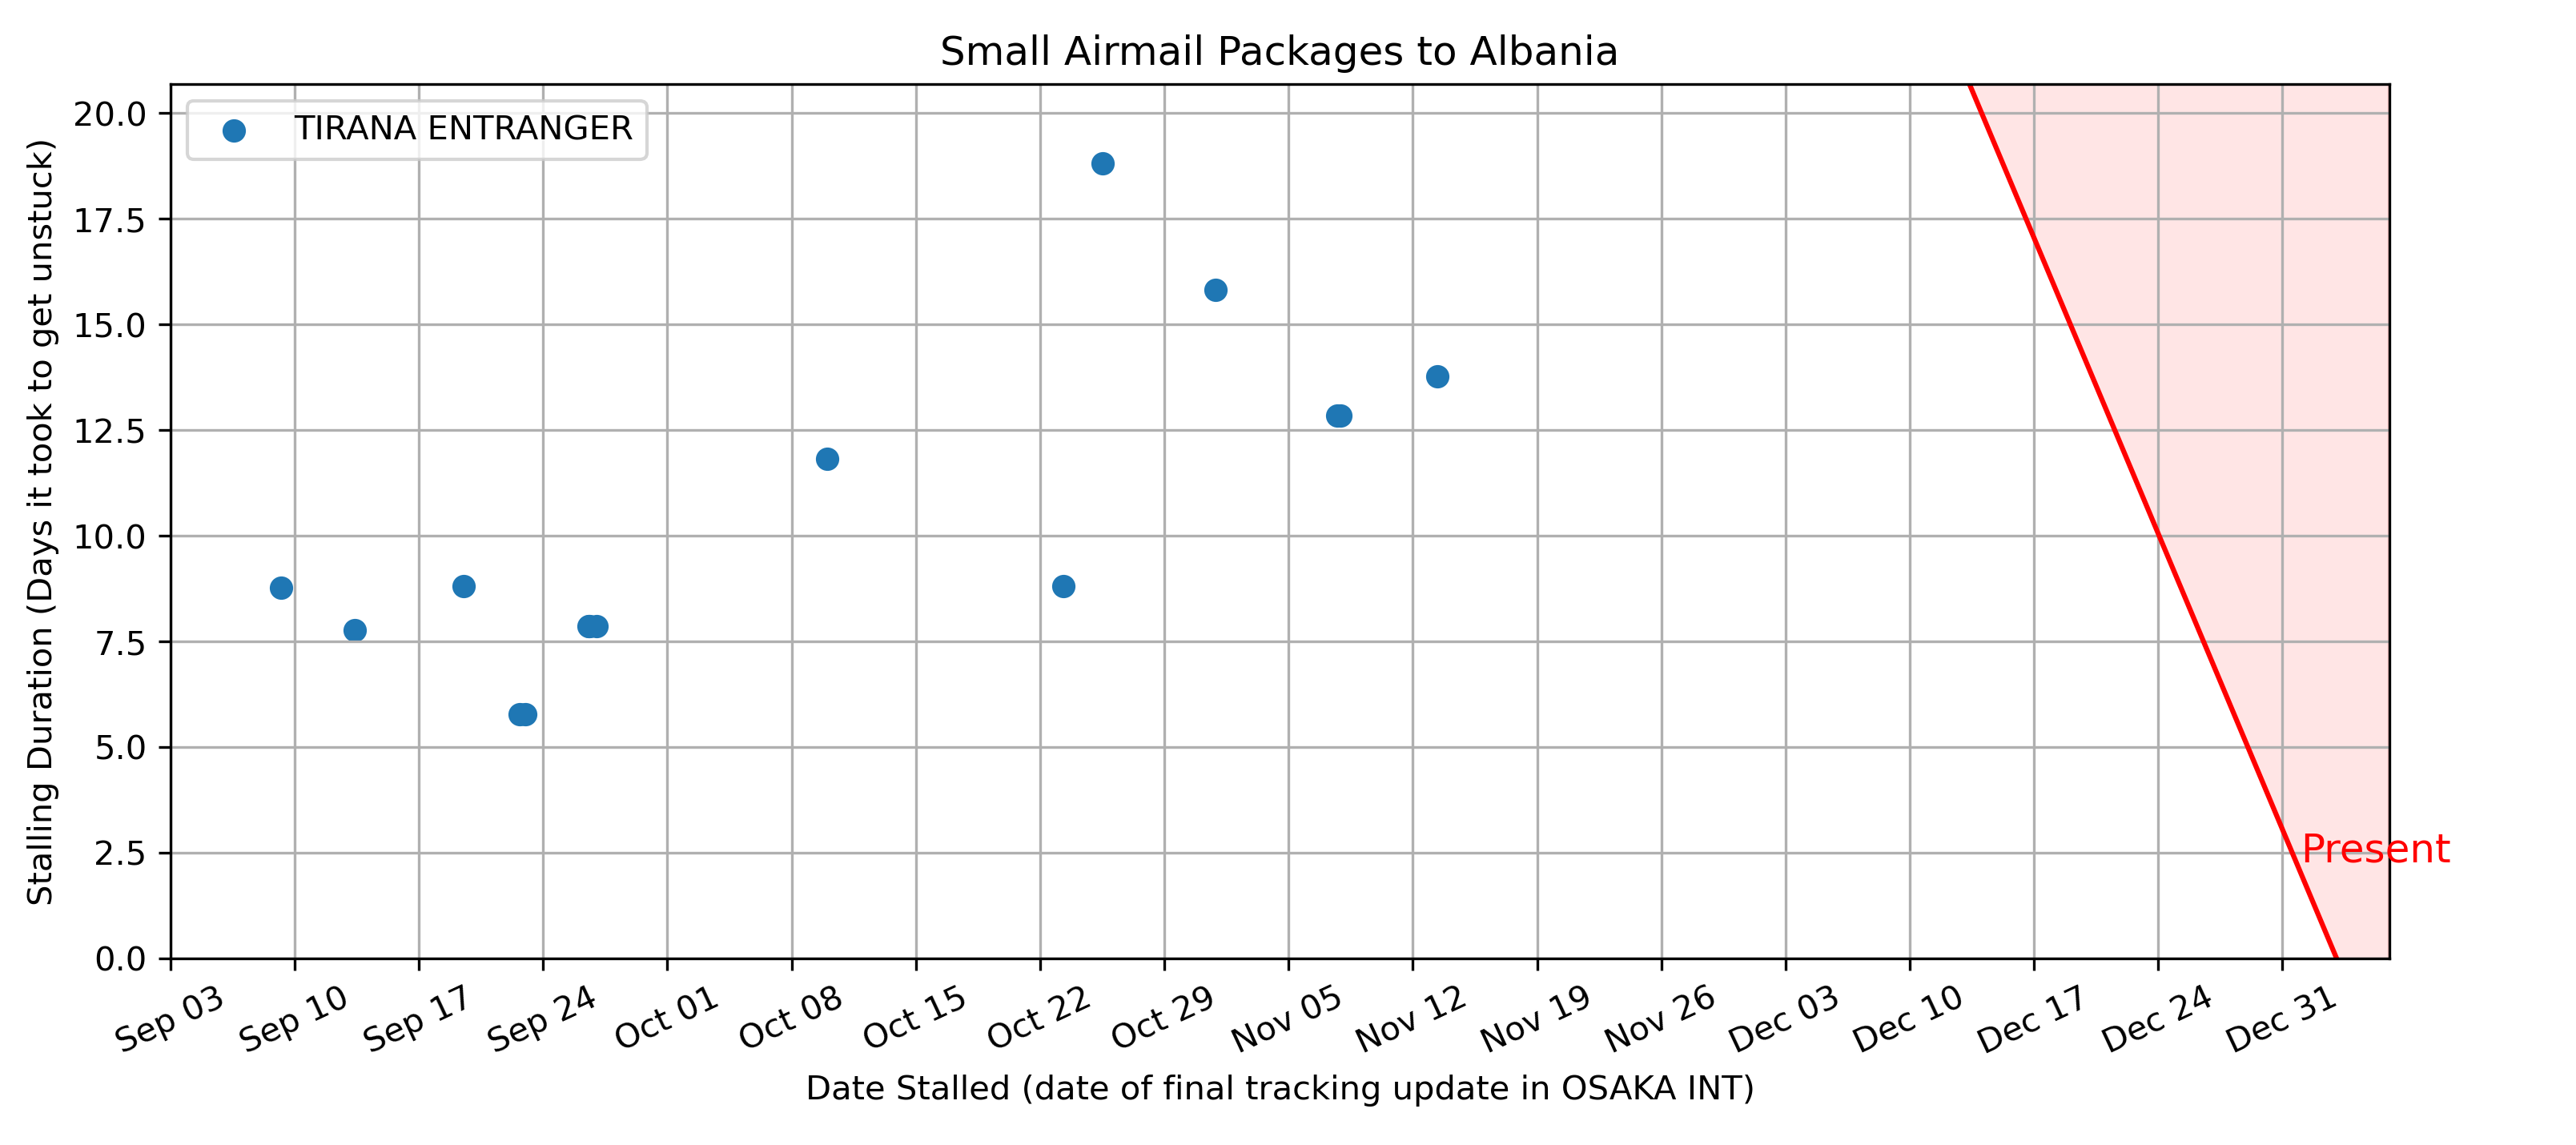 Small Airmail Packages to Albania
TIRANA ENTRANGER
Stalling Duration (Days it took to get unstuck)
20.0
17.5
15.0
12.5
10.0
7.5
5.0
2.5
0.0
Present
Sep 03
Sep 10
Sep 17
Sep 24
Oct 01
Oct 08
Oct 15
Oct 22
Oct 29
Nov 05
Nov 12
Nov 19
Nov 26
Dec 03
Dec 10
Dec 17
Dec 24
Dec 31
Date Stalled (date of final tracking update in OSAKA INT)